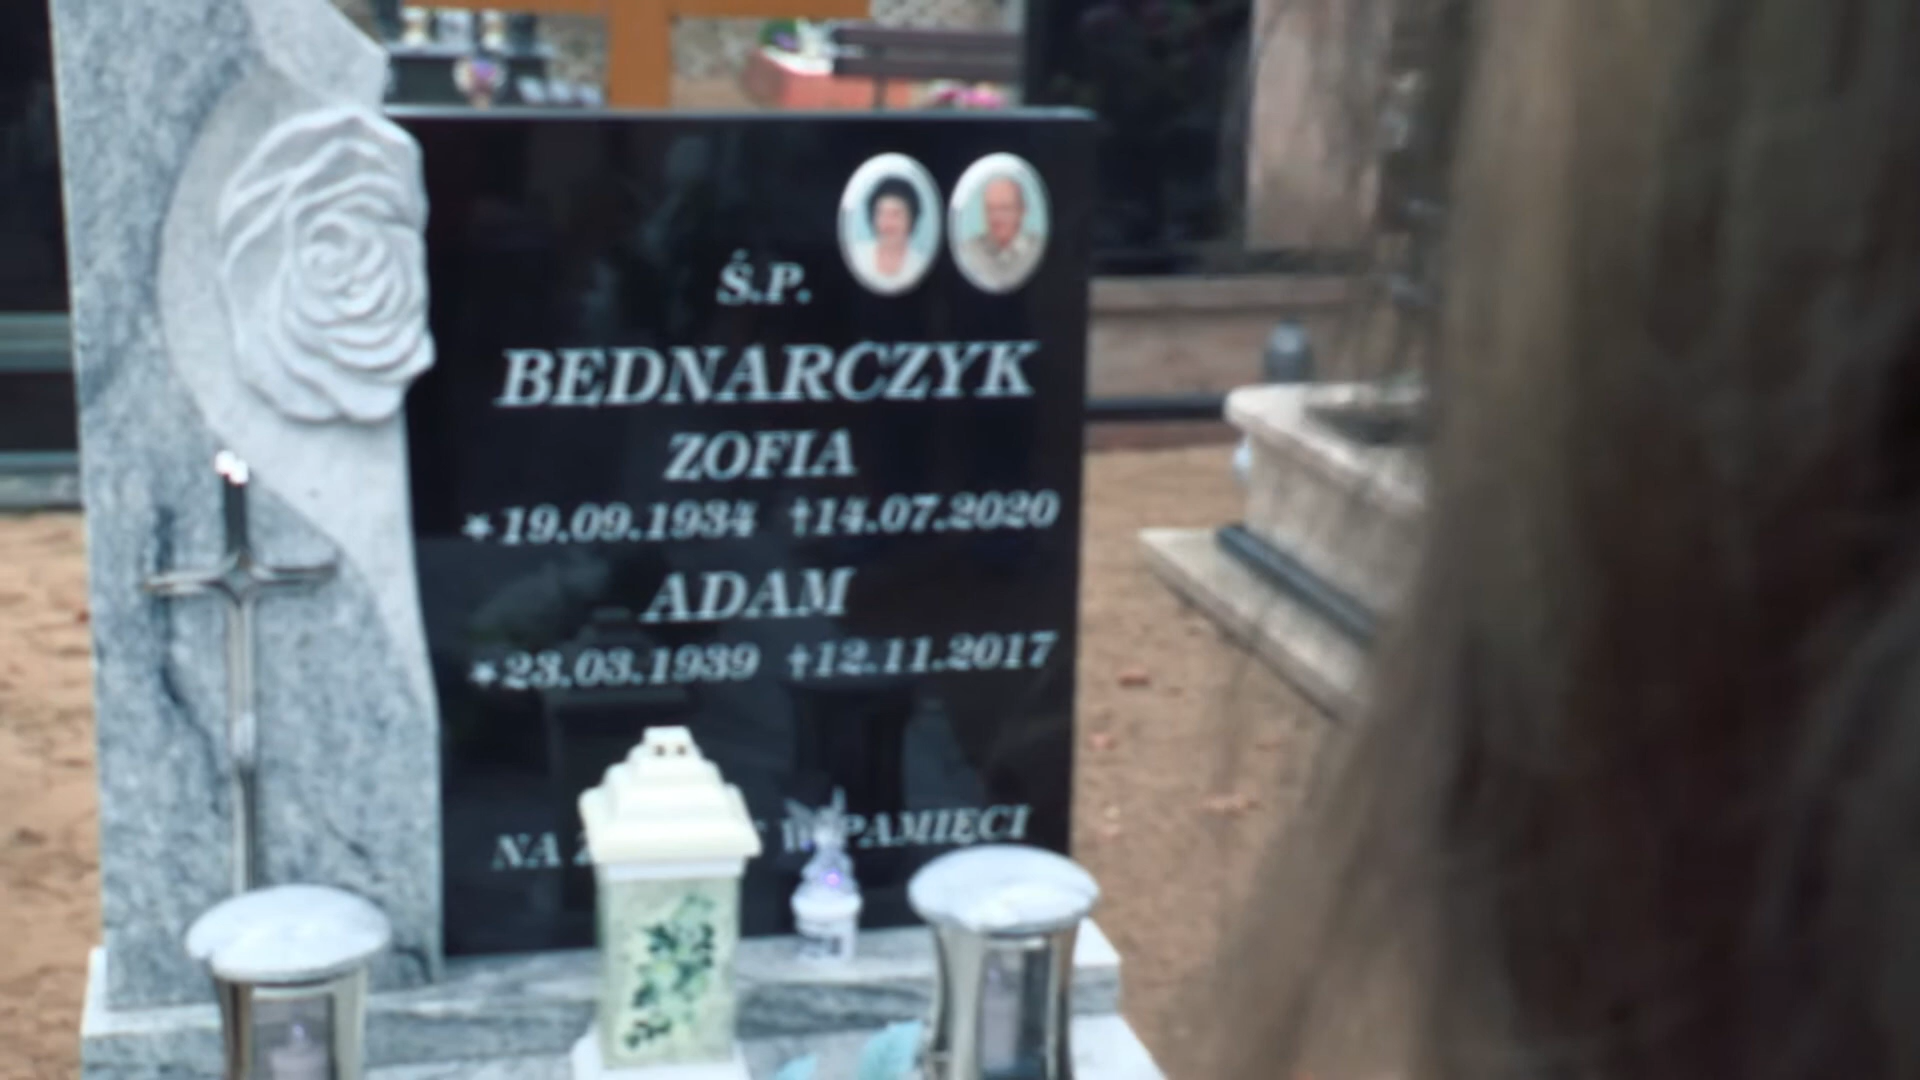 Ś.P.
BEDNARCZYK
ZOFIA
*19.09.1934 †14.07.2020
ADAM
*23.03.1939 †12.11.2017
NA W PAMIĘCI